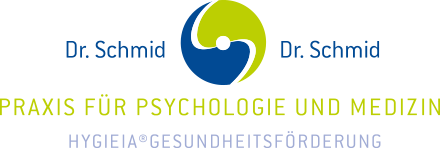 Dr. Schmid Dr. Schmid
PRAXIS FÜR PSYCHOLOGIE UND MEDIZIN
HYGIEIA®GESUNDHEITSFÖRDERUNG